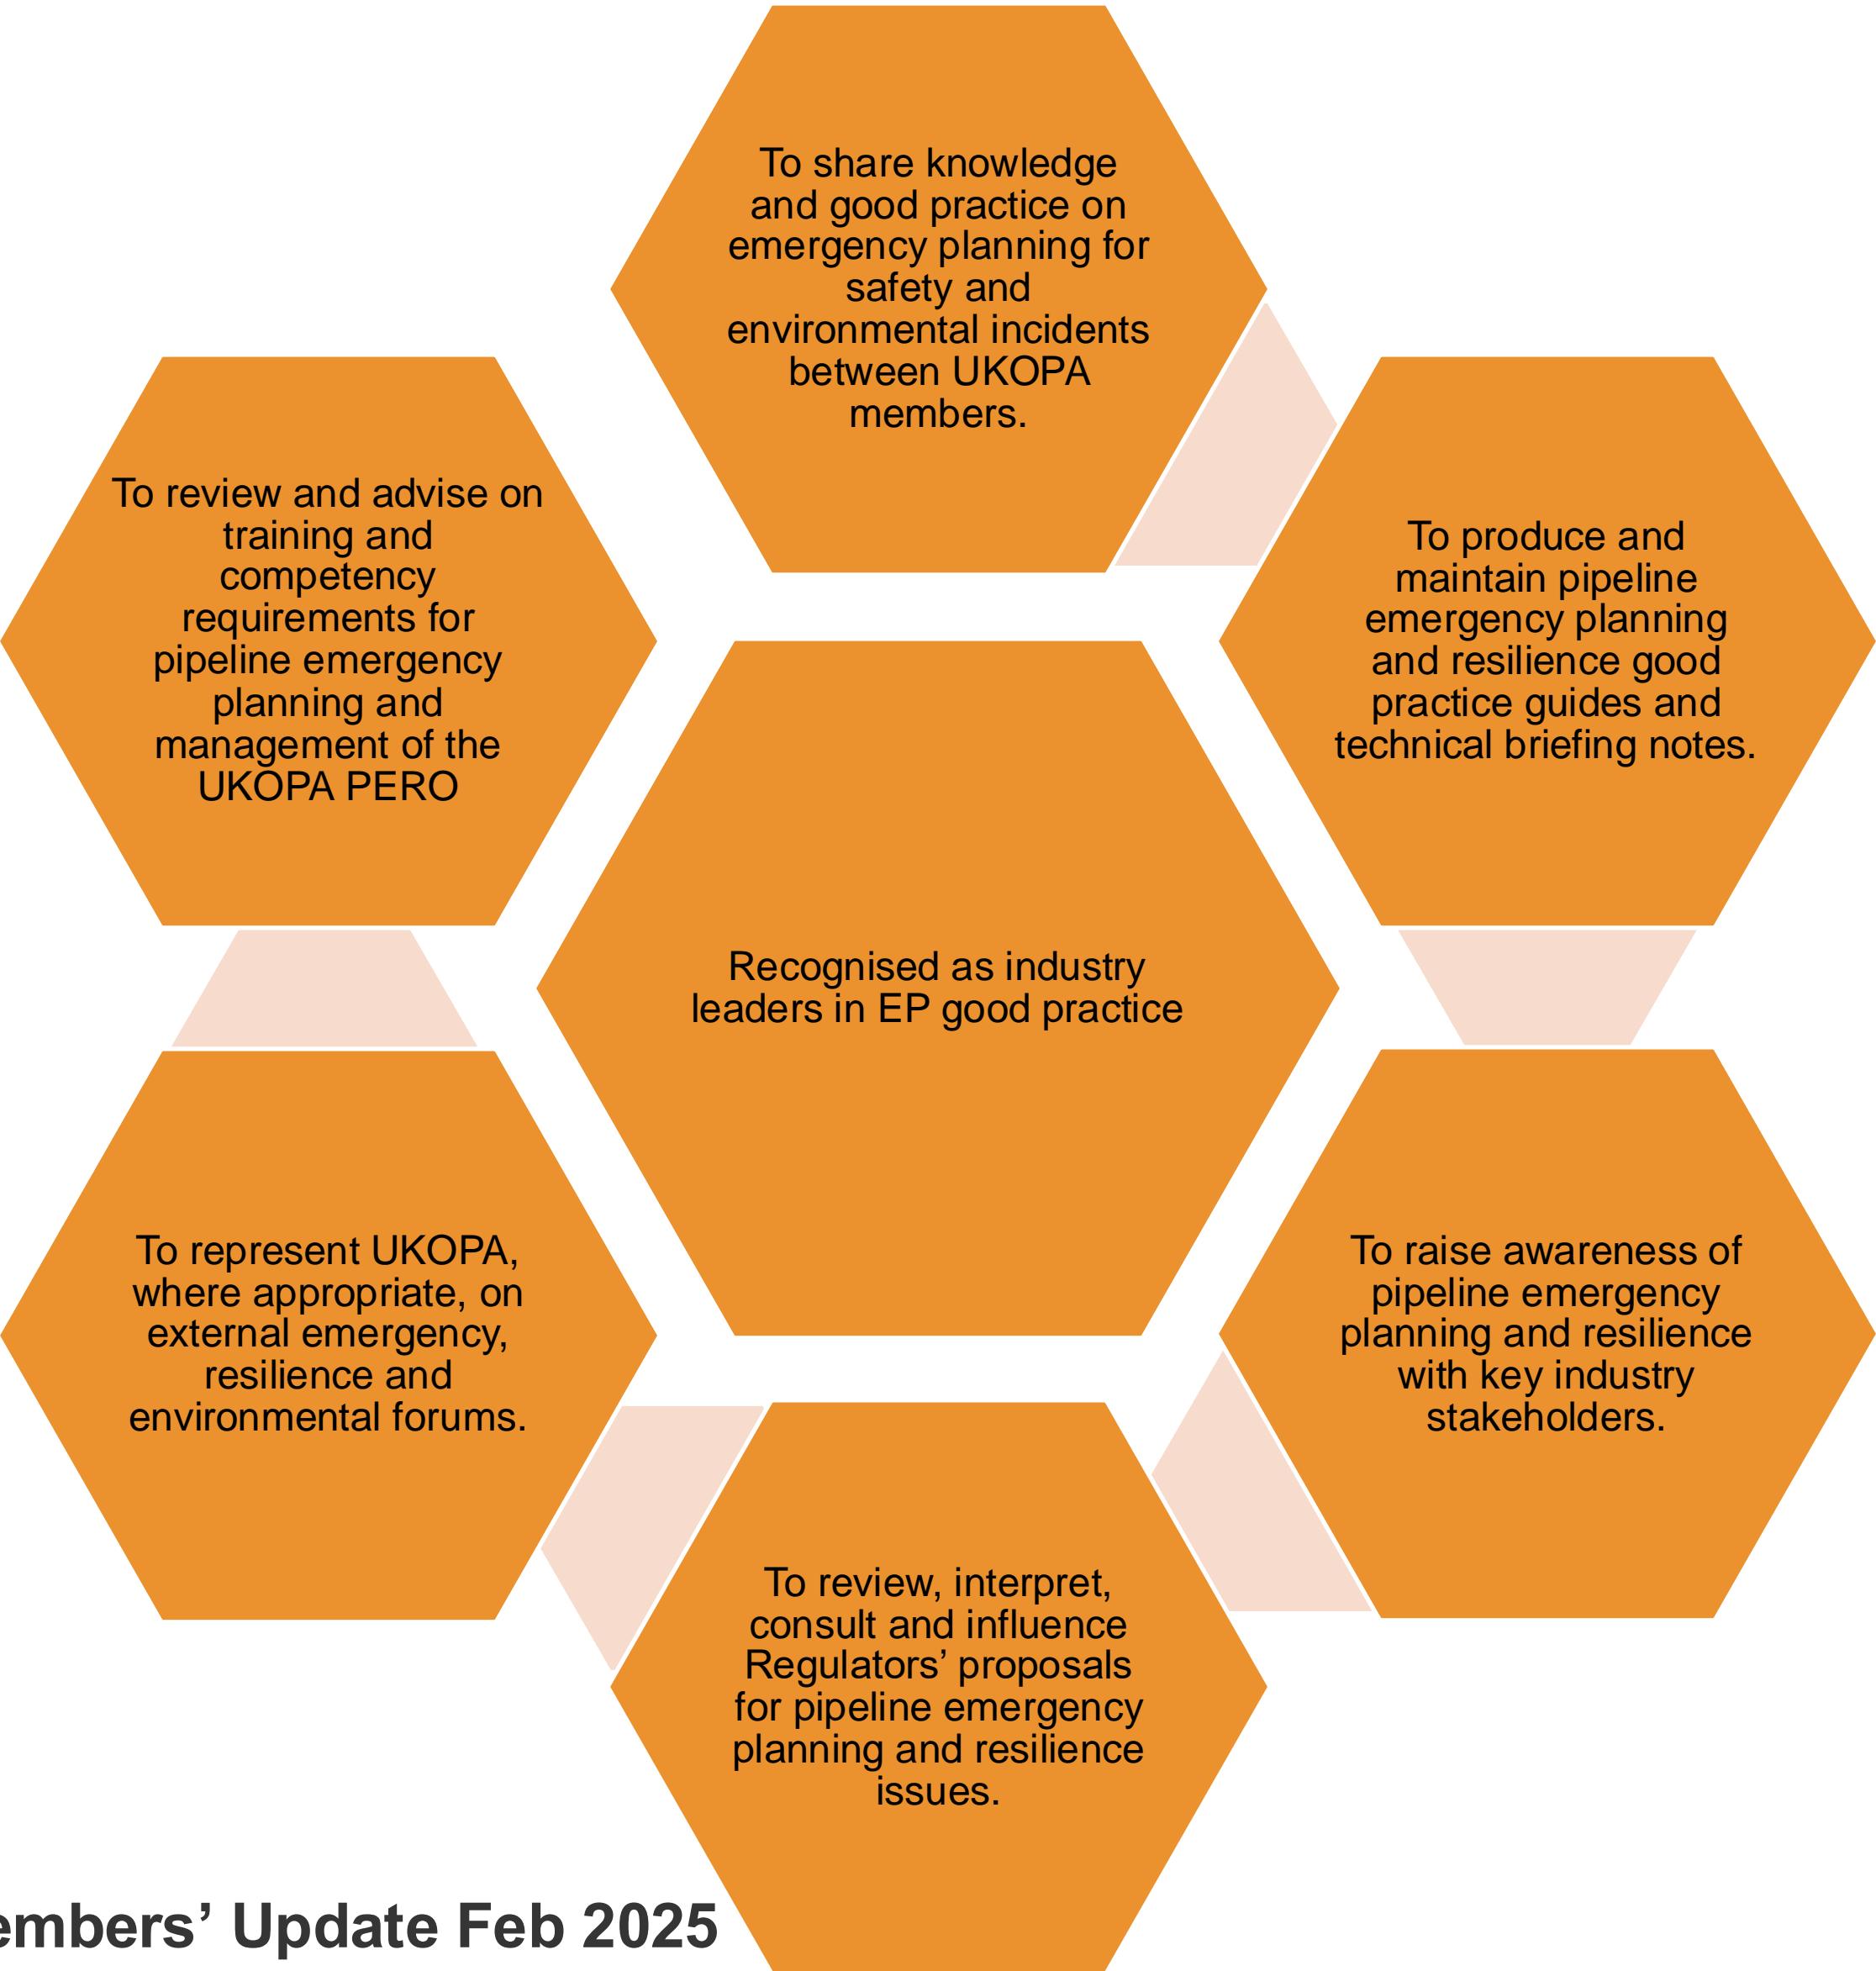 To share knowledge
and good practice on
emergency planning for
safety and
environmental incidents
between UKOPA
members.
To review and advise on
training and
competency
requirements for
pipeline emergency
planning and
management of the
UKOPA PERO
To produce and
maintain pipeline
emergency planning
and resilience good
practice guides and
technical briefing notes.
Recognised as industry
leaders in EP good practice
To represent UKOPA,
where appropriate, on
external emergency,
resilience and
environmental forums.
To raise awareness of
pipeline emergency
planning and resilience
with key industry
stakeholders.
To review, interpret,
consult and influence
Regulators’ proposals
for pipeline emergency
planning and resilience
issues.
Update Feb 2025